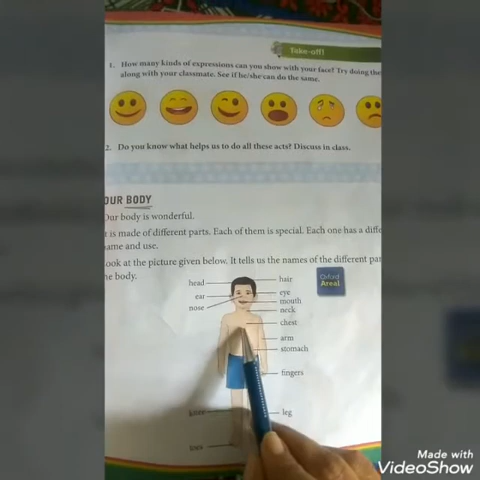 Take-off!
1. How many kinds of expressions can you show with your face? Try doing the
along with your classmate. See if he/she can do the same.
2. Do you know what helps us to do all these acts? Discuss in class.
OUR BODY
Our body is wonderful.
It is made of different parts. Each of them is special. Each one has a diffe
name and use.
Look at the picture given below. It tells us the names of the different par
he body.
Oxford
Areal
head
hair
ear
eye
mouth
nose
neck
chest
arm
stomach
fingers
knee
leg
toes
Made with
VideoShow